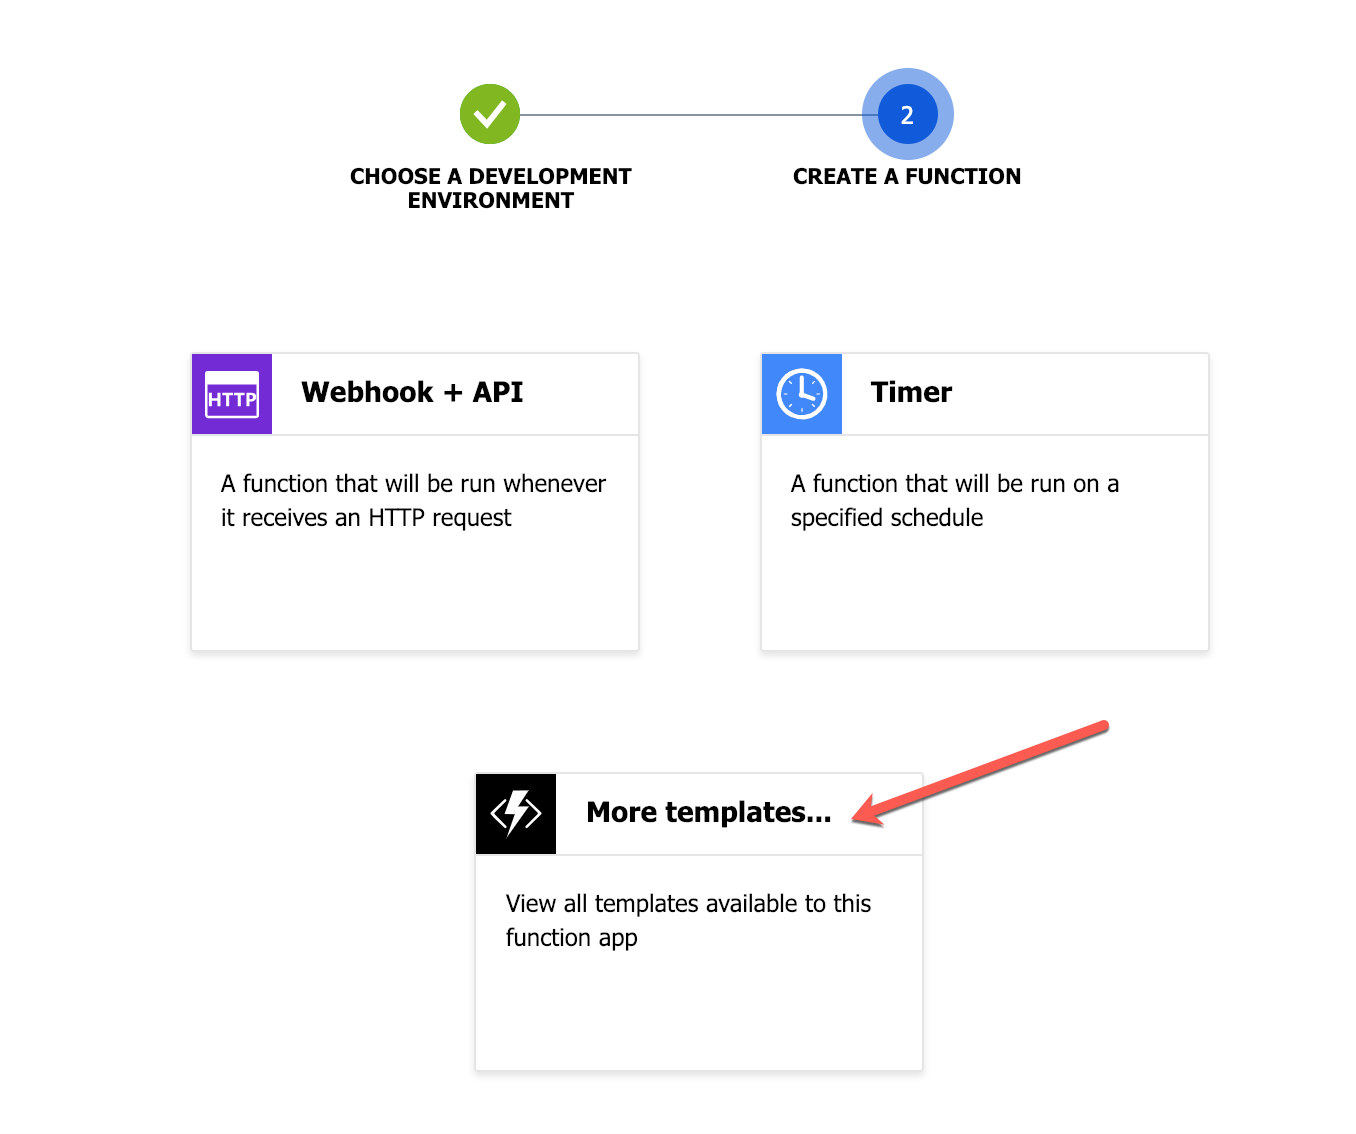 2
CHOOSE A DEVELOPMENT
ENVIRONMENT
CREATE A FUNCTION
HTTP
Webhook + API
A function that will be run whenever
it receives an HTTP request
Timer
A function that will be run on a
specified schedule
More templates...
View all templates available to this
function app